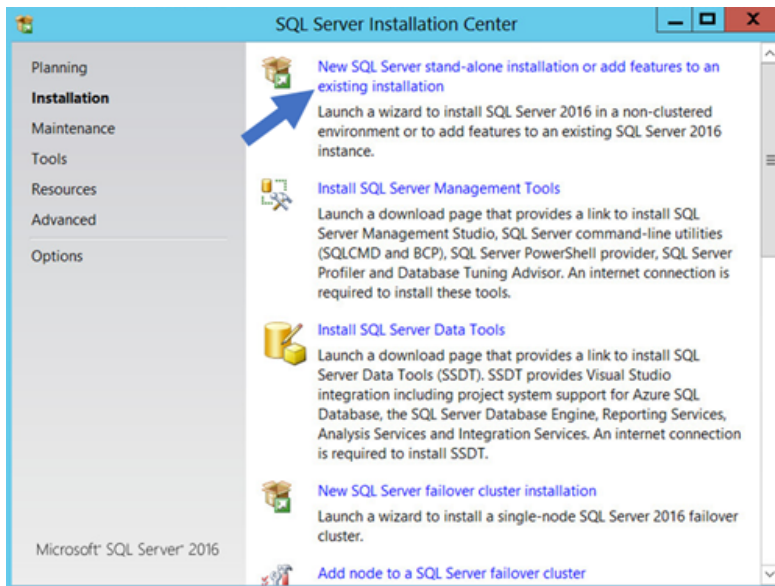 SQL Server Installation Center
Planning
Installation
Maintenance
Tools
Resources
Advanced
Options
Microsoft® SQL Server® 2016
New SQL Server stand-alone installation or add features to an
existing installation
Launch a wizard to install SQL Server 2016 in a non-clustered
environment or to add features to an existing SQL Server 2016
instance.
Install SQL Server Management Tools
Launch a download page that provides a link to install SQL
Server Management Studio, SQL Server command-line utilities
(SQLCMD and BCP), SQL Server PowerShell provider, SQL Server
Profiler and Database Tuning Advisor. An internet connection is
required to install these tools.
Install SQL Server Data Tools
Launch a download page that provides a link to install SQL
Server Data Tools (SSDT). SSDT provides Visual Studio
integration including project system support for Azure SQL
Database, the SQL Server Database Engine, Reporting Services,
Analysis Services and Integration Services. An internet connection
is required to install SSDT.
New SQL Server failover cluster installation
Launch a wizard to install a single-node SQL Server 2016 failover
cluster.
Add node to a SQL Server failover cluster